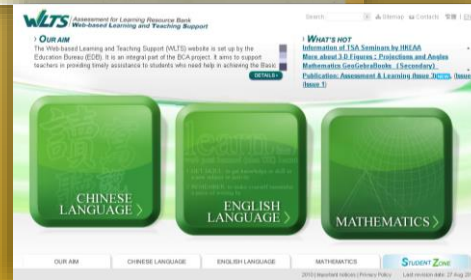 WLTS Assessment for Learning Resource Bank
Web-based Learning and Teaching Support
Search
Sitemap Contacts 繁體
› OUR AIM
The Web-based Learning and Teaching Support (WLTS) website is set up by the
Education Bureau (EDB). It is an integral part of the BCA project. It aims to support
teachers in providing timely assistance to students who need help in achieving the Basic
DETAILS
› WHAT'S HOT
Information of TSA Seminars by HKEAA
More about 3 D Figures : Projections and Angles
Mathematics GeoGebraBooks (Secondary)
Publication: Assessment & Learning (Issue 3)
(Issue 1)
CHINESE
LANGUAGE ›
ENGLISH
LANGUAGE ›
MATHEMATICS ›
OUR AIM
CHINESE LANGUAGE
ENGLISH LANGUAGE
MATHEMATICS
STUDENT ZONE
2010 | Important notices | Privacy Policy Last revision date: 27 Aug